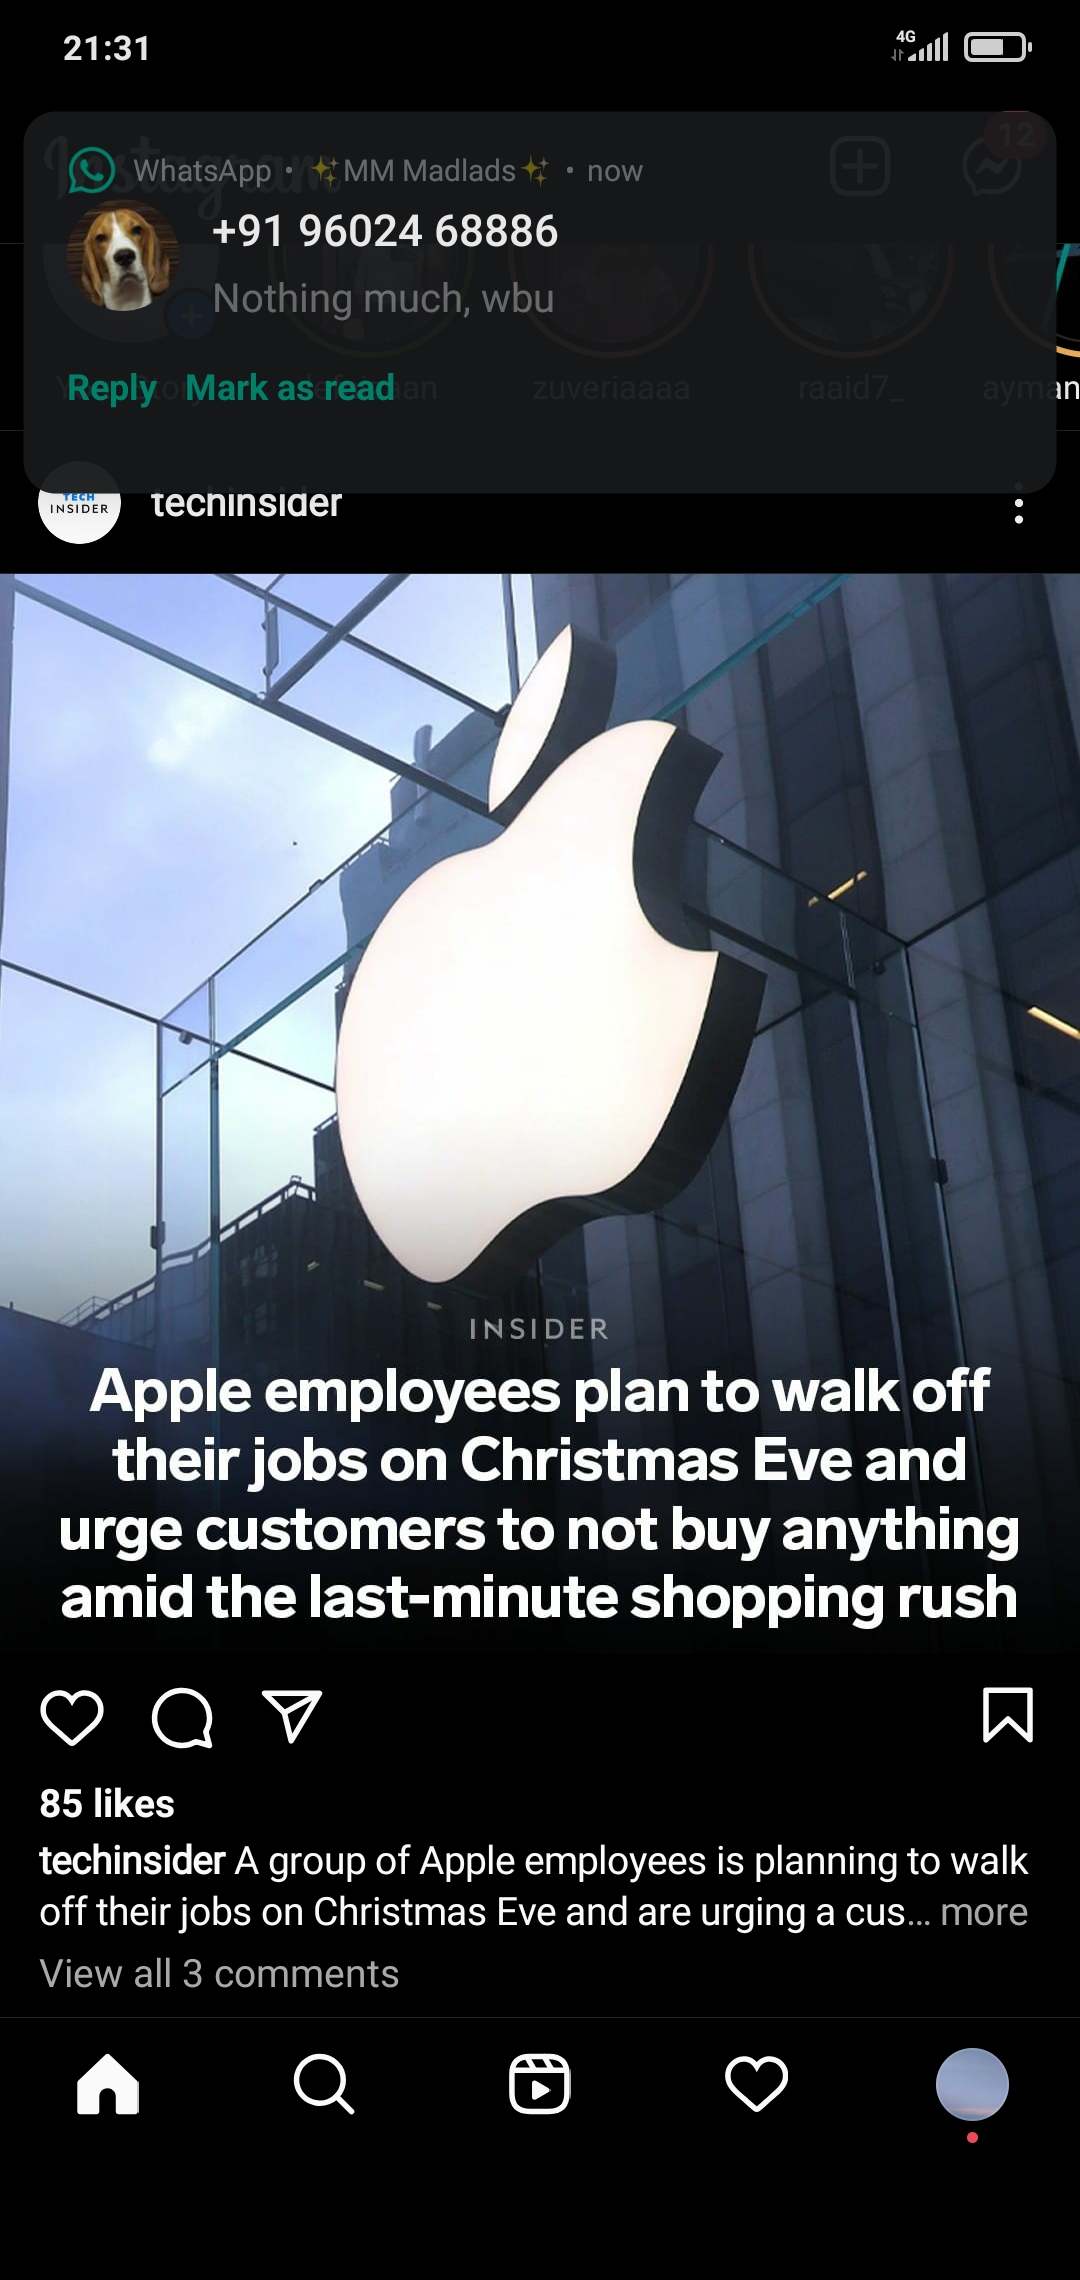 21:31
4G
Instagram
12
WhatsApp • ✨MM Madlads✨ • now
+91 96024 68886
Nothing much, wbu
Reply Mark as read
zuveriaaaa
raaid7_
ayman
TECH
INSIDER
techinsider
INSIDER
Apple employees plan to walk off
their jobs on Christmas Eve and
urge customers to not buy anything
amid the last-minute shopping rush
85 likes
techinsider A group of Apple employees is planning to walk
off their jobs on Christmas Eve and are urging a cus... more
View all 3 comments